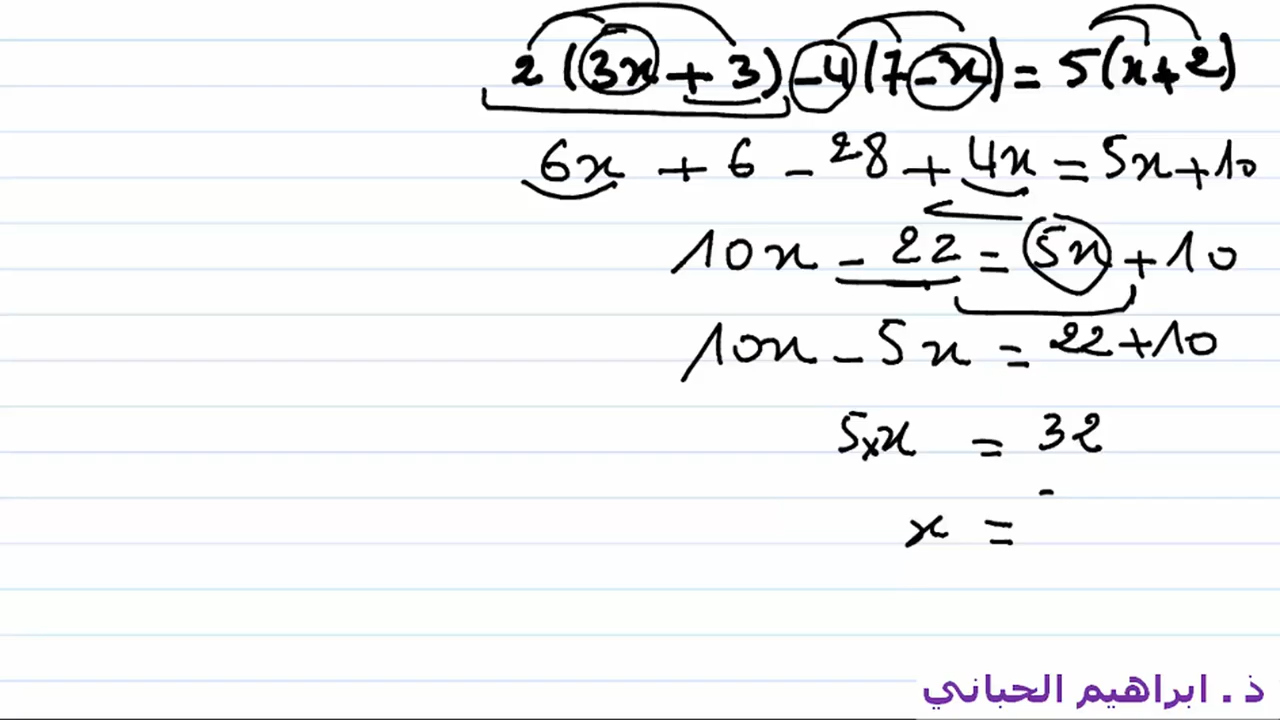 2(3x + 3) - 4(7 - x) = 5(x + 2)
6x + 6 - 28 + 4x = 5x + 10
10x - 22 = 5x + 10
10x - 5x = 22 + 10
5×x = 32
x =
ذ . ابراهيم الحباني